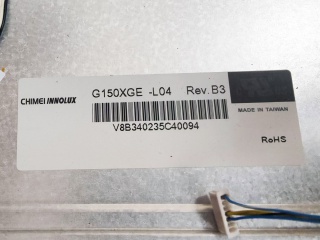 G150XGE -L04 Rev. B3
CHIMEI INNOLUX
V8B340235C40094
MADE IN TAIWAN
RoHS